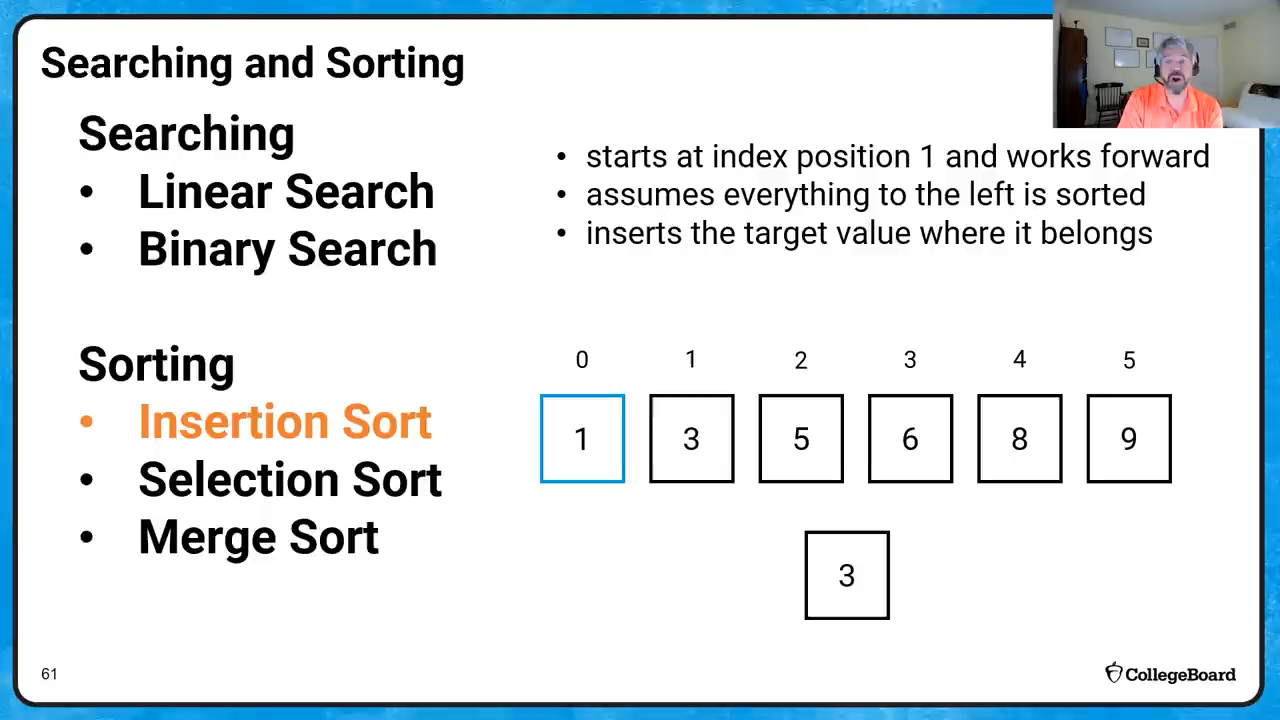 Searching and Sorting
Searching
• Linear Search
• Binary Search
Sorting
• Insertion Sort
• Selection Sort
• Merge Sort
• starts at index position 1 and works forward
• assumes everything to the left is sorted
• inserts the target value where it belongs
0 1 2 3 4 5
1 3 5 6 8 9
3
61
CollegeBoard